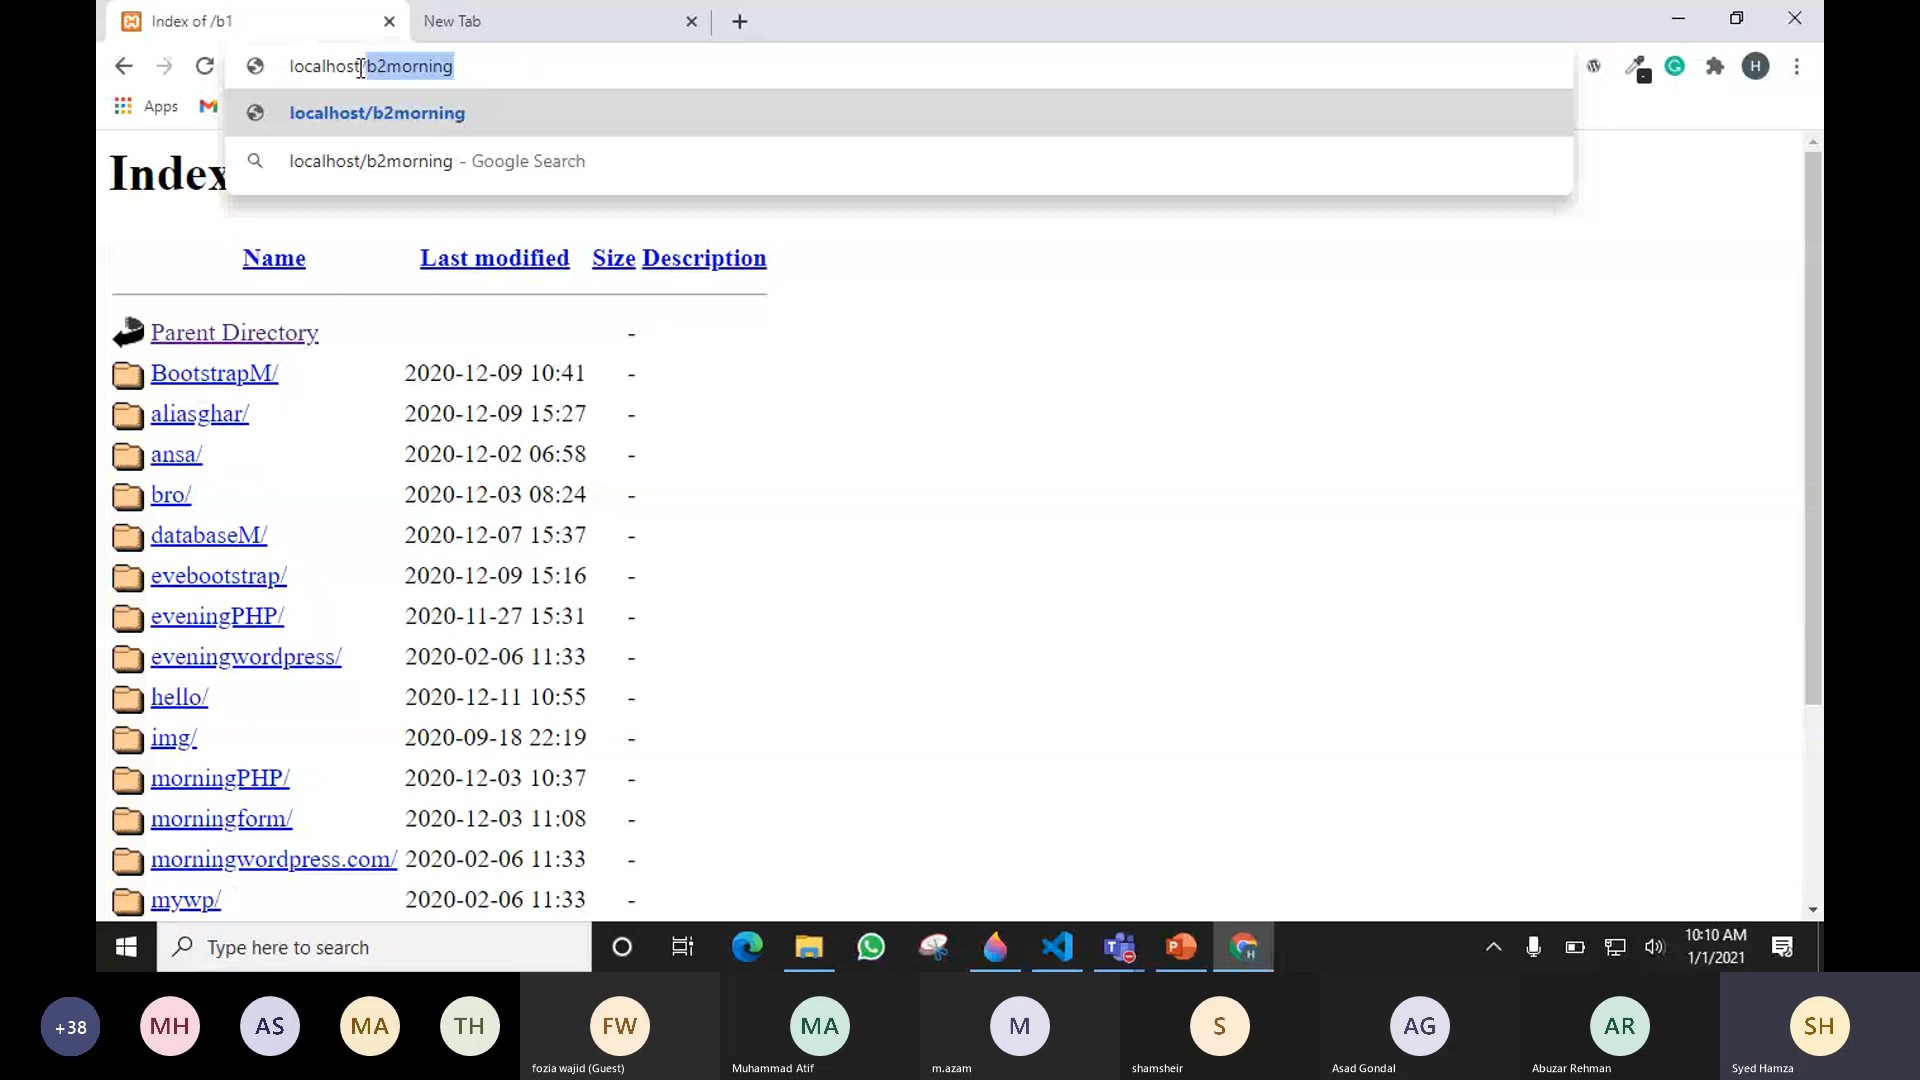 Index of /b1
New Tab
localhost/b2morning
H
Apps
localhost/b2morning
localhost/b2morning - Google Search
Index
Name Last modified Size Description
Parent Directory -
BootstrapM/ 2020-12-09 10:41 -
aliasghar/ 2020-12-09 15:27 -
ansa/ 2020-12-02 06:58 -
bro/ 2020-12-03 08:24 -
databaseM/ 2020-12-07 15:37 -
evebootstrap/ 2020-12-09 15:16 -
eveningPHP/ 2020-11-27 15:31 -
eveningwordpress/ 2020-02-06 11:33 -
hello/ 2020-12-11 10:55 -
img/ 2020-09-18 22:19 -
morningPHP/ 2020-12-03 10:37 -
morningform/ 2020-12-03 11:08 -
morningwordpress.com/ 2020-02-06 11:33 -
mywp/ 2020-02-06 11:33 -
Type here to search
10:10 AM
1/1/2021
+38 MH AS MA TH FW MA M S AG AR SH
fozia wajid (Guest) Muhammad Atif m.azam shamsheir Asad Gondal Abuzar Rehman Syed Hamza